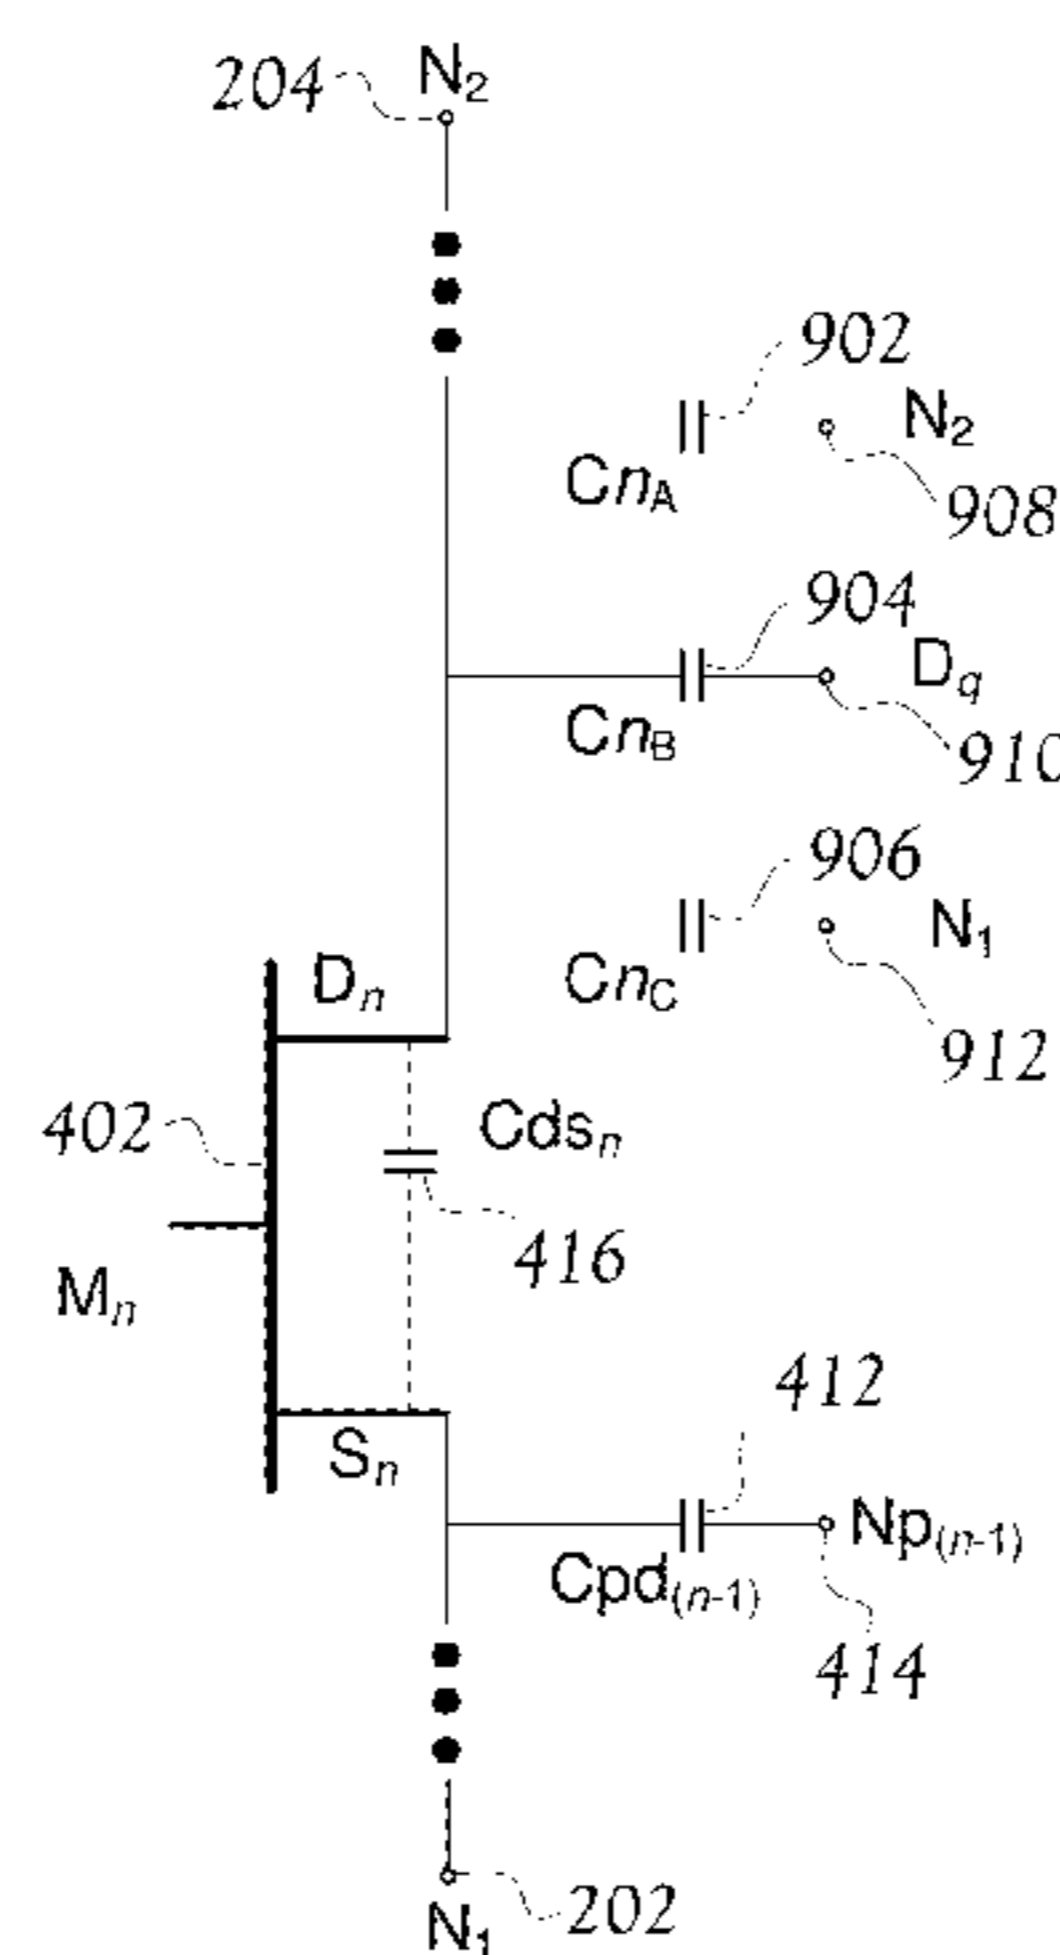 204 N₂
902
N₂
CnA
908
904
Dq
CnB
910
906
N₁
CnC
912
Dn
402
Cdsn
416
Mn
412
Sn
Np(n-1)
Cpd(n-1)
414
202
N₁